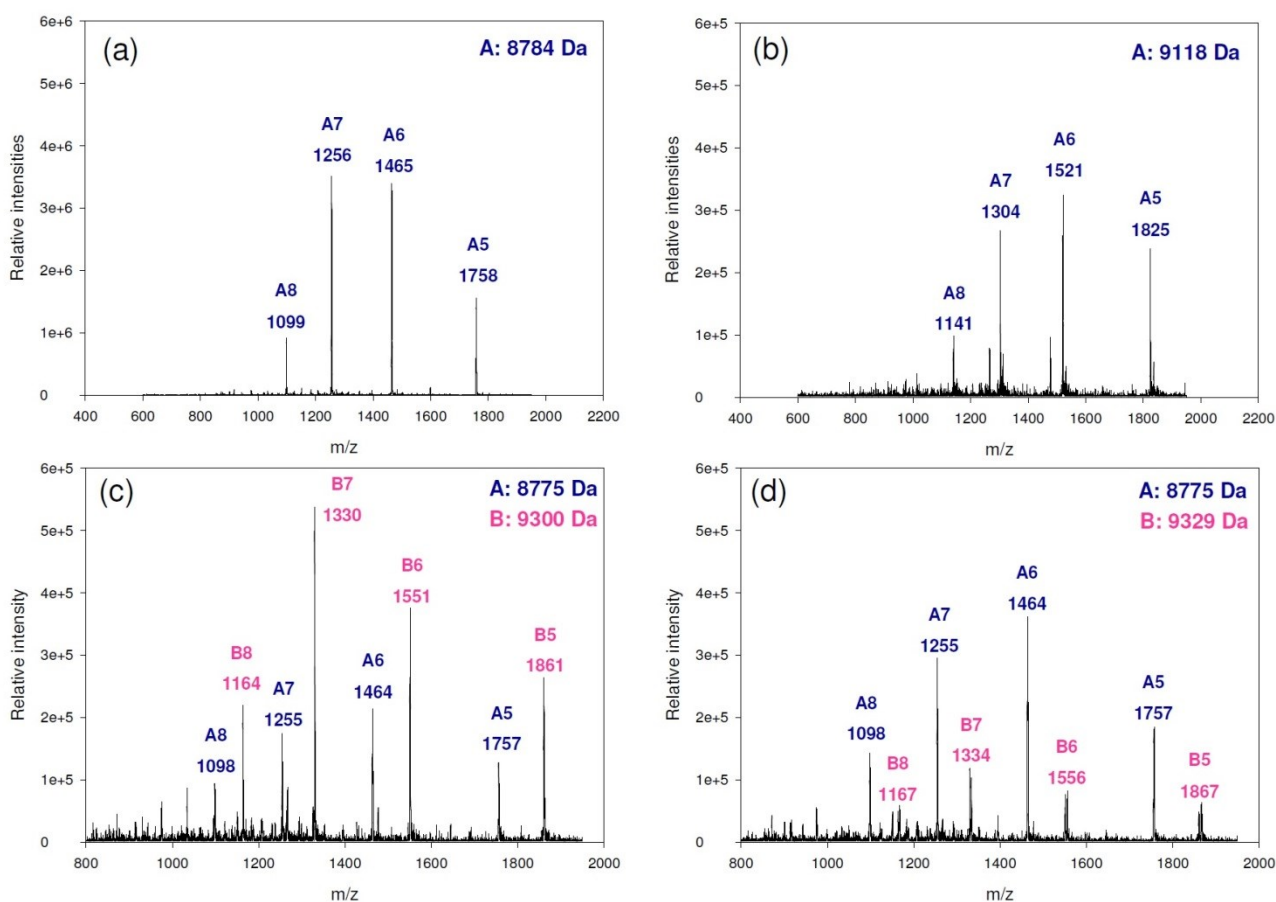 (a)
A: 8784 Da
Relative intensities
6e+6
5e+6
4e+6
3e+6
2e+6
1e+6
0
A8
1099
A7
1256
A6
1465
A5
1758
400 600 800 1000 1200 1400 1600 1800 2000 2200
m/z
(b)
A: 9118 Da
Relative intensities
6e+5
5e+5
4e+5
3e+5
2e+5
1e+5
0
A8
1141
A7
1304
A6
1521
A5
1825
400 600 800 1000 1200 1400 1600 1800 2000 2200
m/z
(c)
A: 8775 Da
B: 9300 Da
Relative intensity
6e+5
5e+5
4e+5
3e+5
2e+5
1e+5
0
A8
1098
B8
1164
A7
1255
B7
1330
A6
1464
B6
1551
A5
1757
B5
1861
800 1000 1200 1400 1600 1800 2000
m/z
(d)
A: 8775 Da
B: 9329 Da
Relative intensity
6e+5
5e+5
4e+5
3e+5
2e+5
1e+5
0
A8
1098
B8
1167
A7
1255
B7
1334
A6
1464
B6
1556
A5
1757
B5
1867
800 1000 1200 1400 1600 1800 2000
m/z